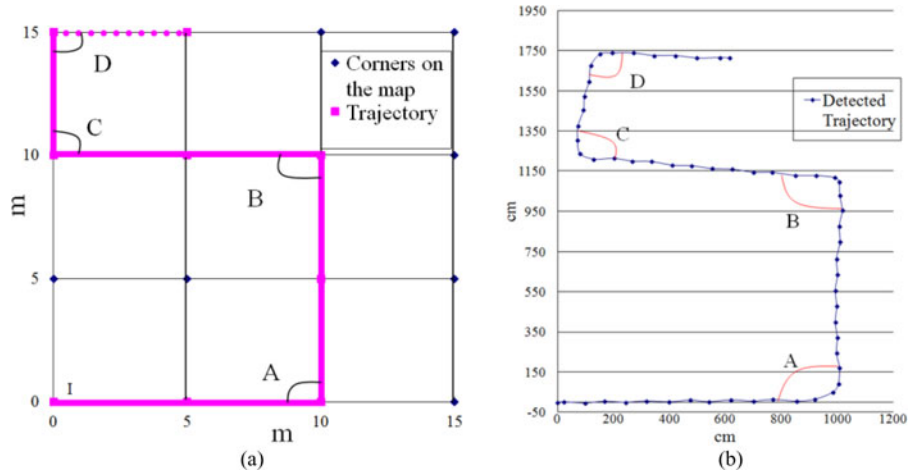 15
10
5
0
m
D
C
B
A
I
Corners on
the map
Trajectory
0
5
10
15
m
(a)
1950
1750
1550
1350
1150
950
750
550
350
150
-50
cm
D
C
B
A
Detected
Trajectory
0
200
400
600
800
1000
1200
cm
(b)